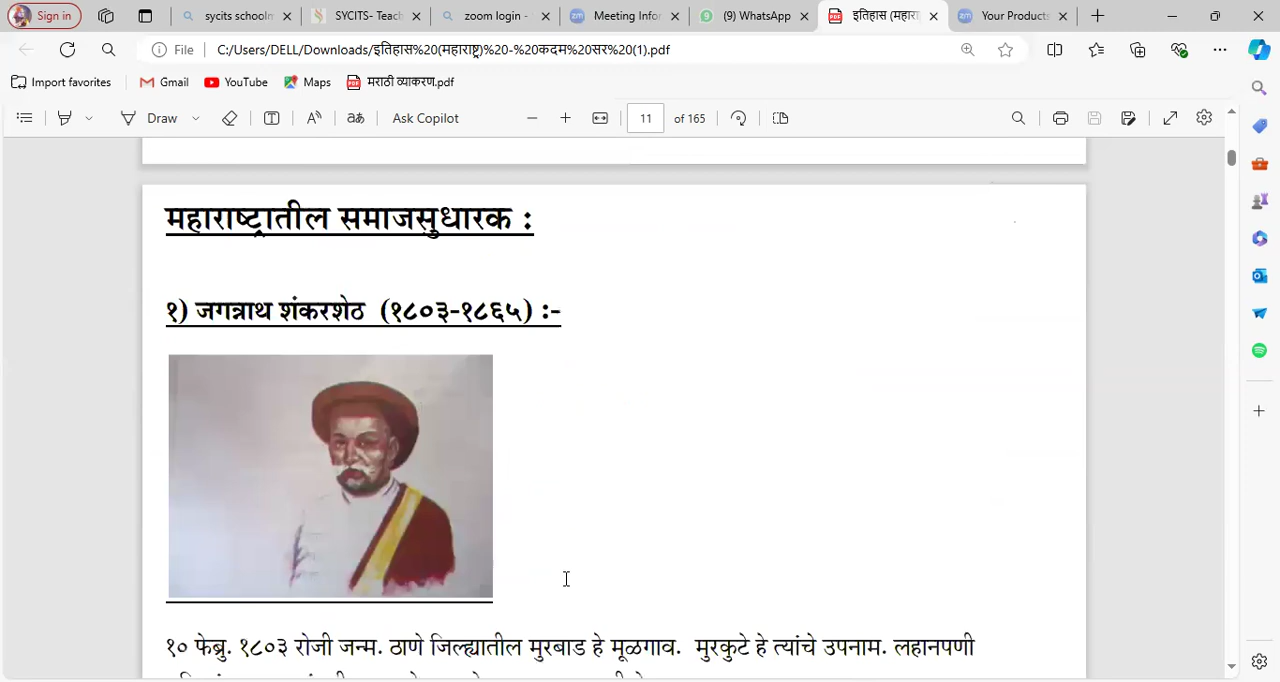 Sign in
sycits schoolm
SYCITS- Teach
zoom login -
Meeting Infor
(9) WhatsApp
इतिहास (महारा
Your Products
File C:/Users/DELL/Downloads/इतिहास%20(महाराष्ट्र)%20-%20कदम%20सर%20(1).pdf
Import favorites Gmail YouTube Maps मराठी व्याकरण.pdf
Draw aあ Ask Copilot 11 of 165
महाराष्ट्रातील समाजसुधारक :
१) जगन्नाथ शंकरशेठ (१८०३-१८६५) :-
१० फेब्रु. १८०३ रोजी जन्म. ठाणे जिल्ह्यातील मुरबाड हे मूळगाव. मुरकुटे हे त्यांचे उपनाम. लहानपणी